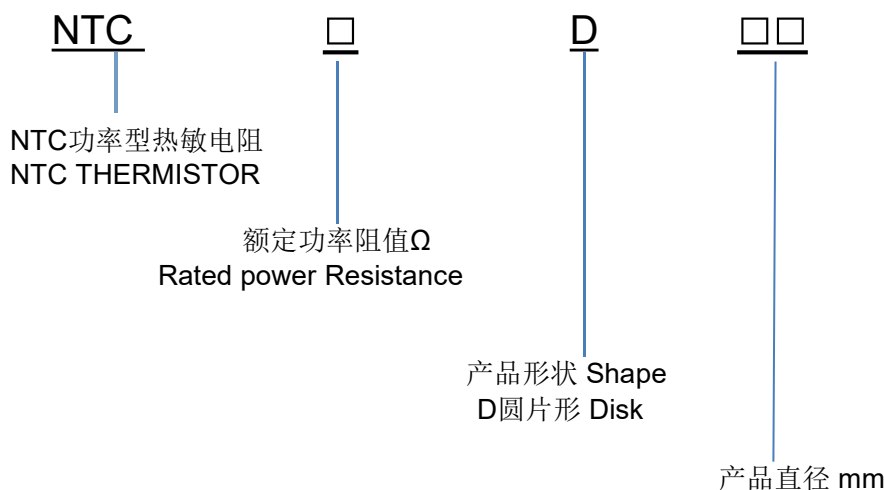 NTC □ D □□
NTC功率型热敏电阻
NTC THERMISTOR
额定功率阻值Ω
Rated power Resistance
产品形状 Shape
D圆片形 Disk
产品直径 mm